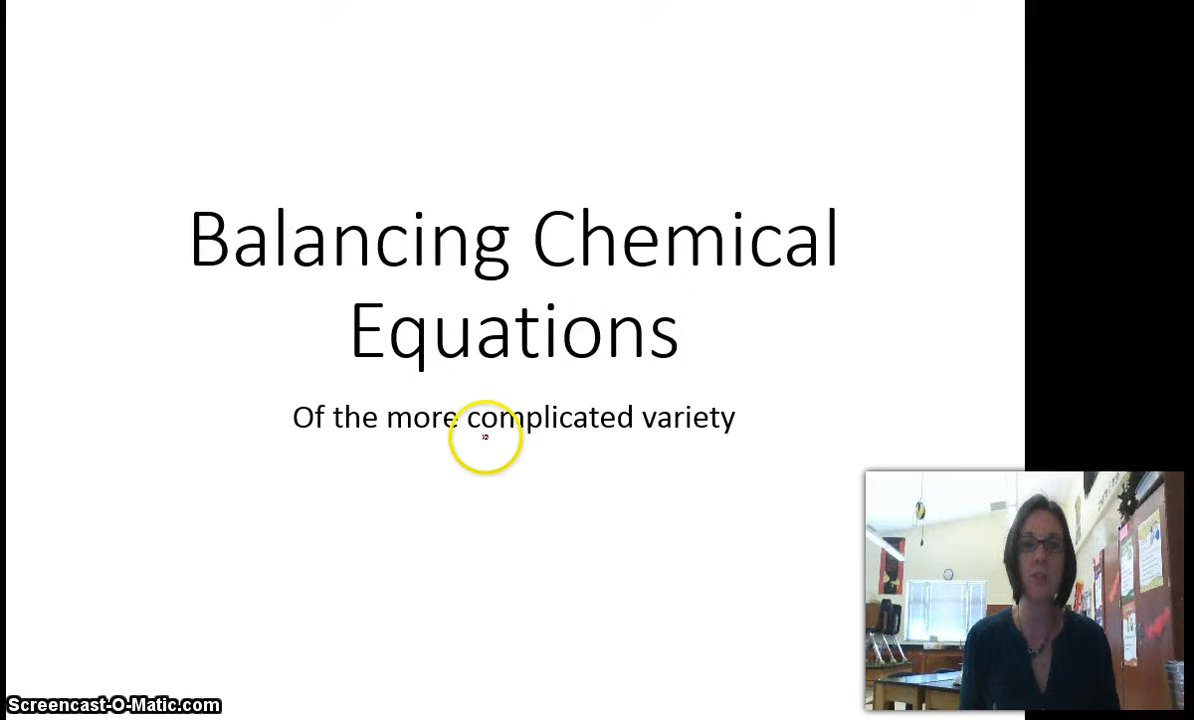 Balancing Chemical
Equations
Of the more complicated variety
Screencast-O-Matic.com